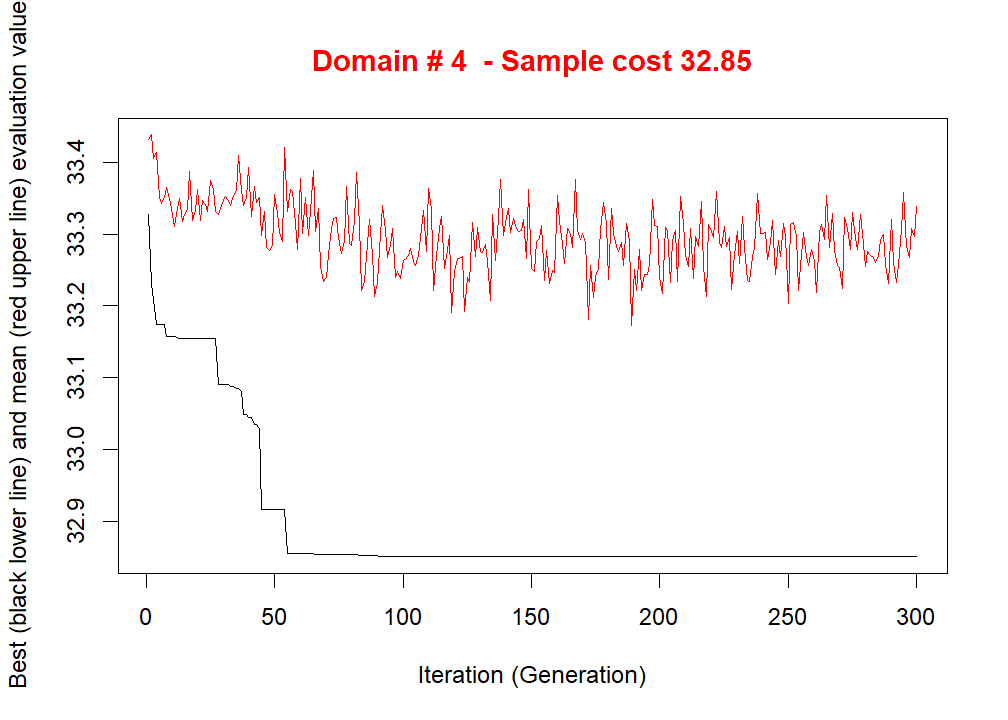 Domain # 4  - Sample cost 32.85
Best (black lower line) and mean (red upper line) evaluation value
33.4
33.3
33.2
33.1
33.0
32.9
0 50 100 150 200 250 300
Iteration (Generation)